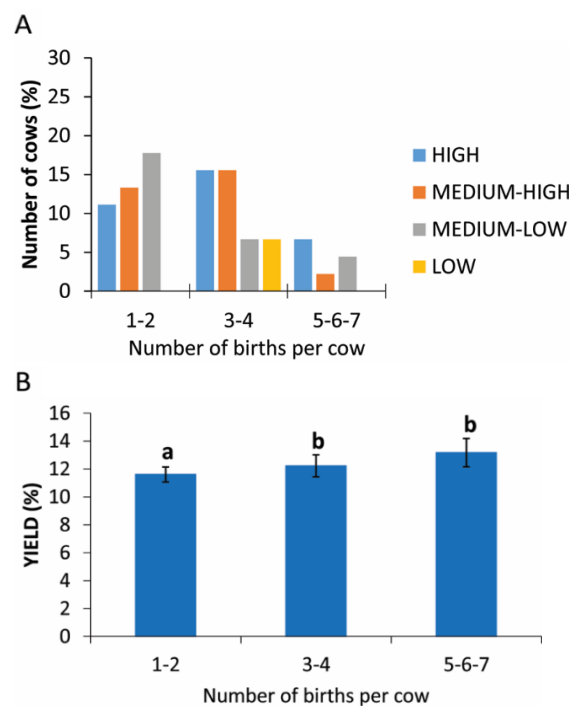 A
30
25
20
15
10
5
0
Number of cows (%)
1-2 3-4 5-6-7
Number of births per cow
HIGH
MEDIUM-HIGH
MEDIUM-LOW
LOW
B
16
14
12
10
8
6
4
2
0
YIELD (%)
a b b
1-2 3-4 5-6-7
Number of births per cow